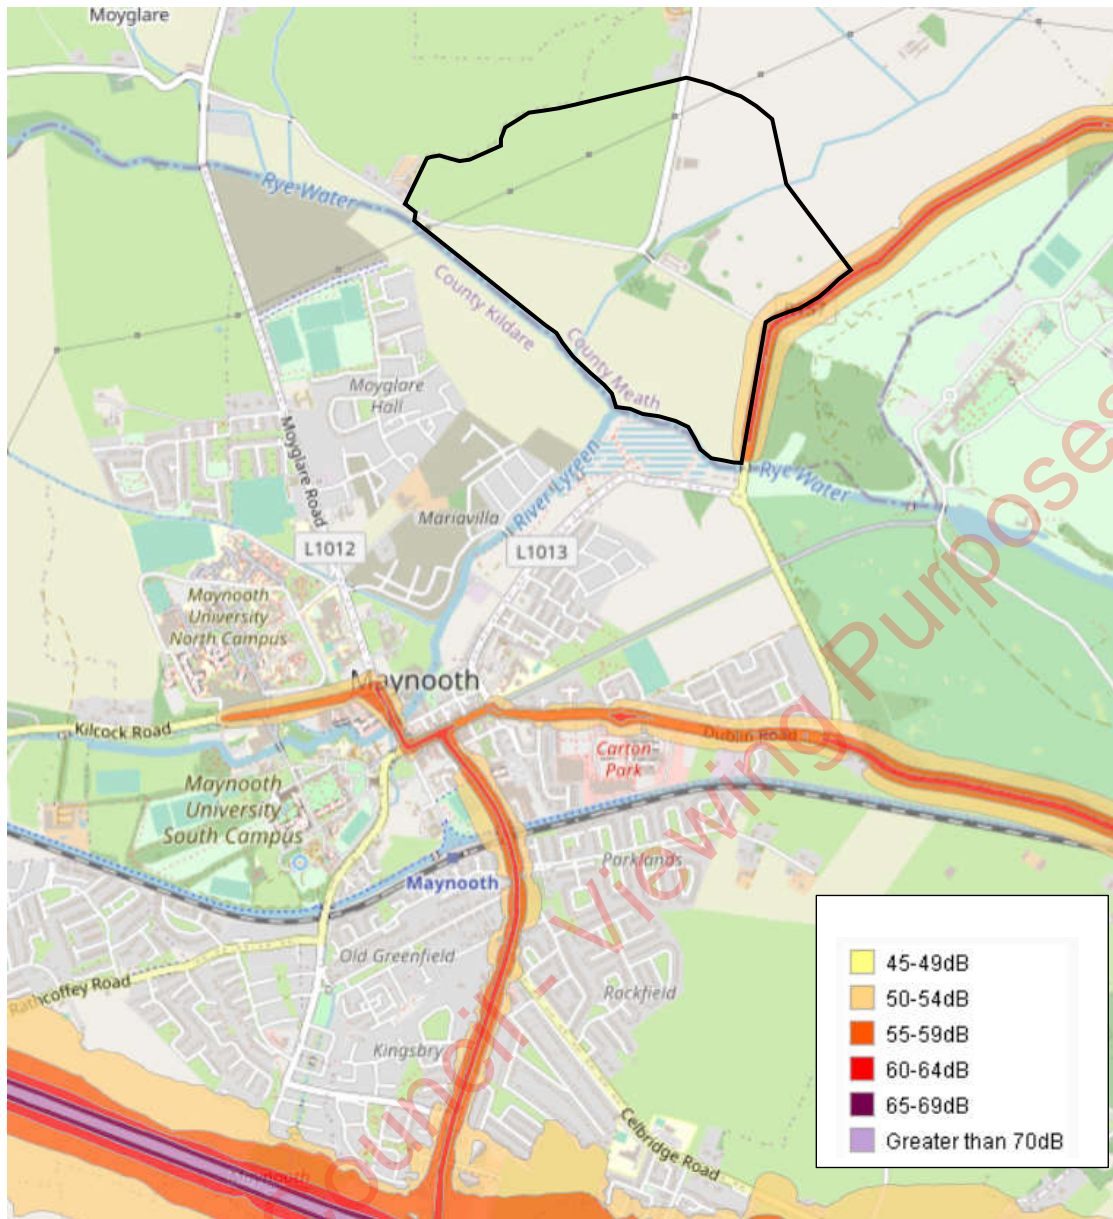 Moyglare
Rye Water
County Kildare
County Meath
Moyglare
Hall
Moyglare Road
River Lyreen
Rye Water
Mariavilla
L1012
L1013
Maynooth
University
North Campus
Maynooth
Kilcock Road
Dublin Road
Carton
Park
Maynooth
University
South Campus
Parklands
Maynooth
Old Greenfield
Rathcoffey Road
Rockfield
Kingsbry
Celbridge Road
Maynooth
45-49dB
50-54dB
55-59dB
60-64dB
65-69dB
Greater than 70dB
ouncil - Viewing Purposes